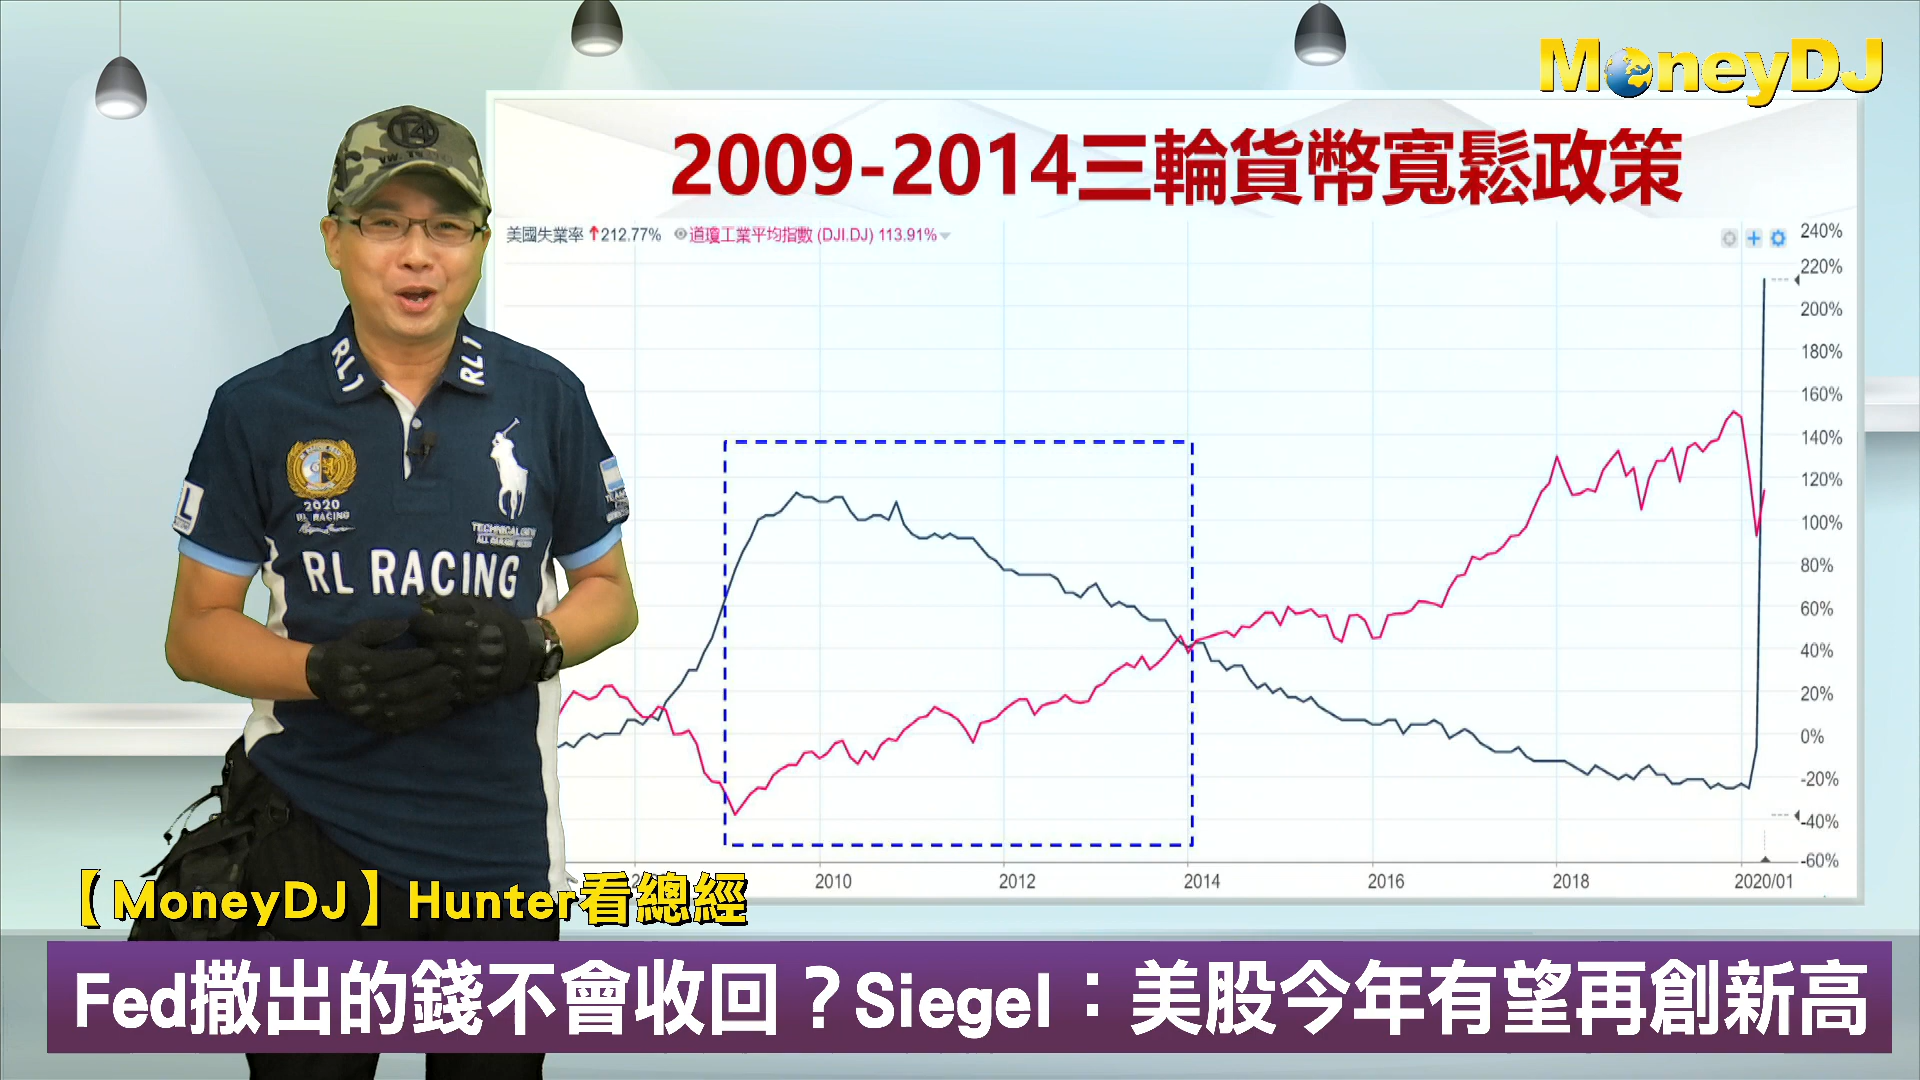 MoneyDJ
2009-2014三輪貨幣寬鬆政策
美國失業率 212.77% 道瓊工業平均指數 (DJI.DJ) 113.91%
240%
220%
200%
180%
160%
140%
120%
100%
80%
60%
40%
20%
0%
-20%
-40%
-60%
2010 2012 2014 2016 2018 2020/01
RL1 RL1
2020
RL RACING
TECHNICAL CREW
RL RACING
【MoneyDJ】Hunter看總經
Fed撒出的錢不會收回？Siegel：美股今年有望再創新高